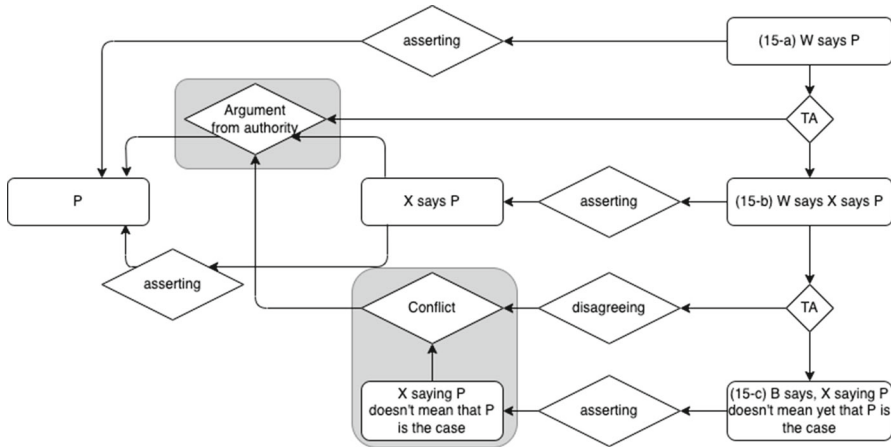 asserting
(15-a) W says P
Argument
from authority
TA
P
X says P
asserting
(15-b) W says X says P
asserting
Conflict
disagreeing
TA
X saying P
doesn't mean that P
is the case
asserting
(15-c) B says, X saying P
doesn't mean yet that P is
the case